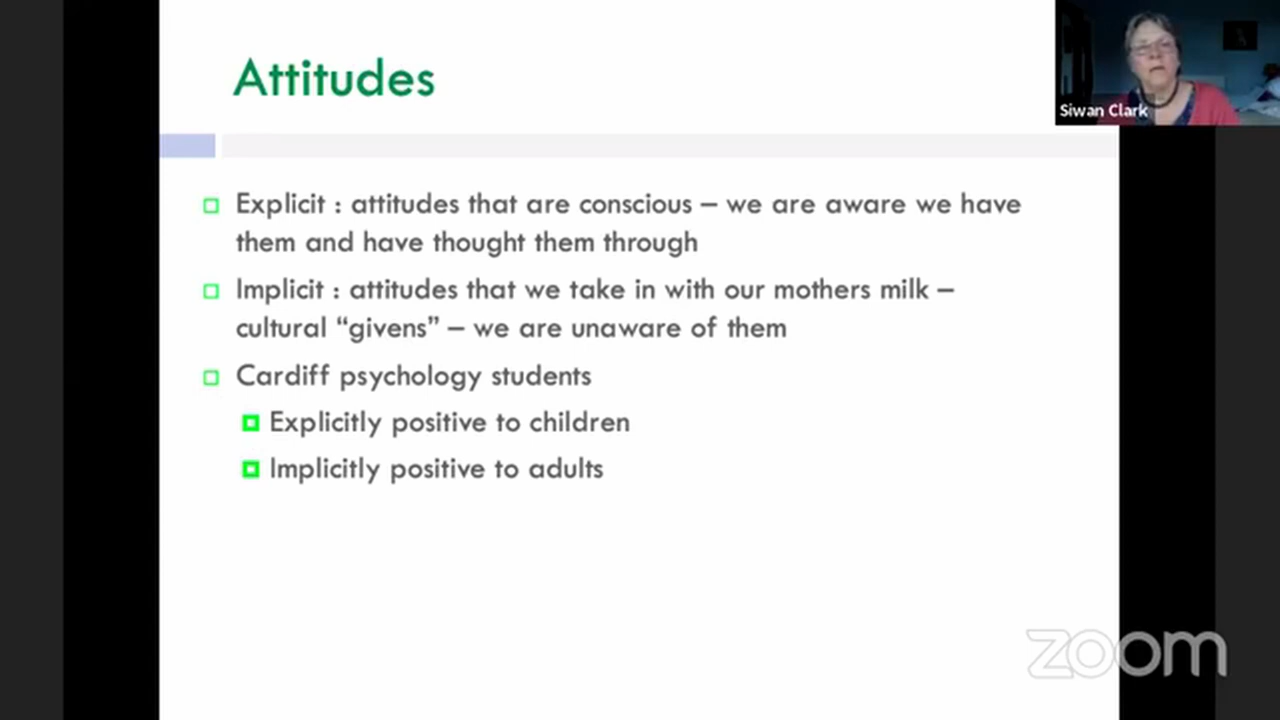 Attitudes
Siwan Clark
Explicit : attitudes that are conscious – we are aware we have
them and have thought them through
Implicit : attitudes that we take in with our mothers milk –
cultural “givens” – we are unaware of them
Cardiff psychology students
Explicitly positive to children
Implicitly positive to adults
zoom